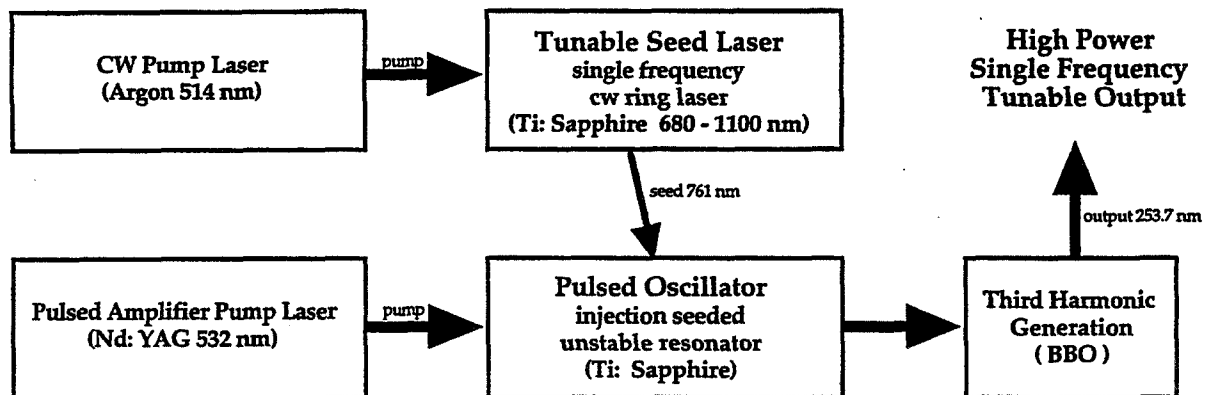 CW Pump Laser
(Argon 514 nm)
pump
Tunable Seed Laser
single frequency
cw ring laser
(Ti: Sapphire 680 - 1100 nm)
High Power
Single Frequency
Tunable Output
seed 761 nm
output 253.7 nm
Pulsed Amplifier Pump Laser
(Nd: YAG 532 nm)
pump
Pulsed Oscillator
injection seeded
unstable resonator
(Ti: Sapphire)
Third Harmonic
Generation
( BBO )